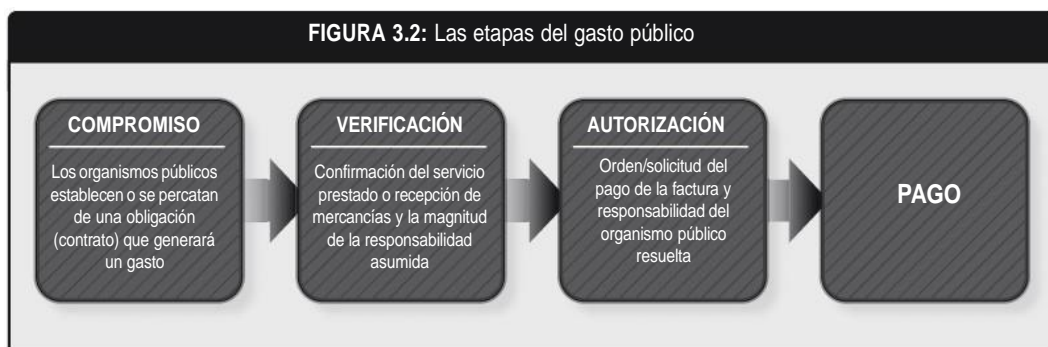 FIGURA 3.2: Las etapas del gasto público
COMPROMISO
Los organismos públicos
establecen o se percatan
de una obligación
(contrato) que generará
un gasto
VERIFICACIÓN
Confirmación del servicio
prestado o recepción de
mercancías y la magnitud
de la responsabilidad
asumida
AUTORIZACIÓN
Orden/solicitud del
pago de la factura y
responsabilidad del
organismo público
resuelta
PAGO